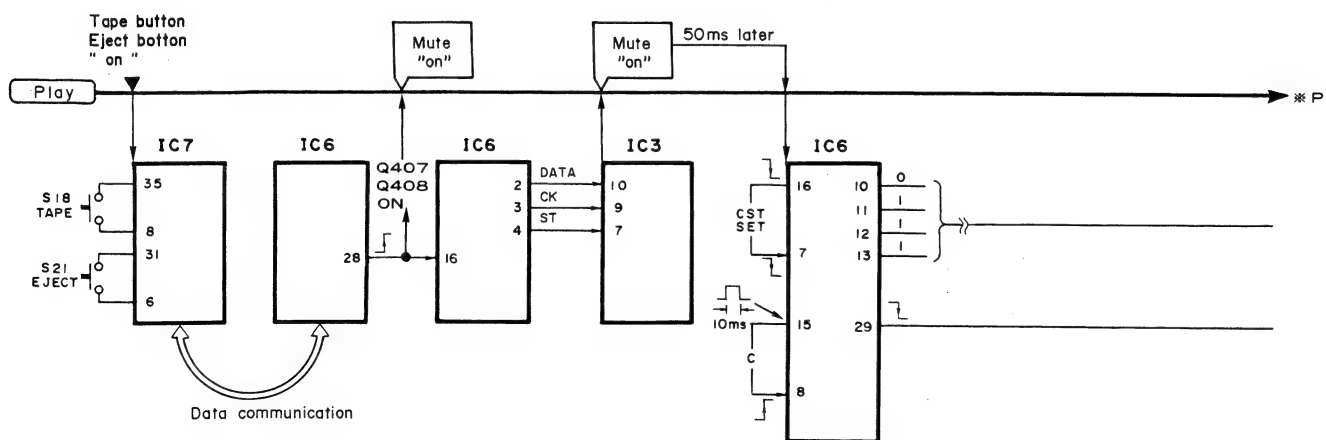 Tape button
Eject botton
" on "
Mute
"on"
Mute
"on"
50ms later
Play
※P
IC7
IC6
IC6
IC3
IC6
Q407
Q408
ON
S18
TAPE
35
8
S21
EJECT
31
6
28
16
2
3
4
DATA
CK
ST
10
9
7
CST
SET
16
7
10ms
15
C
8
10
11
12
13
0
1
1
1
29
Data communication